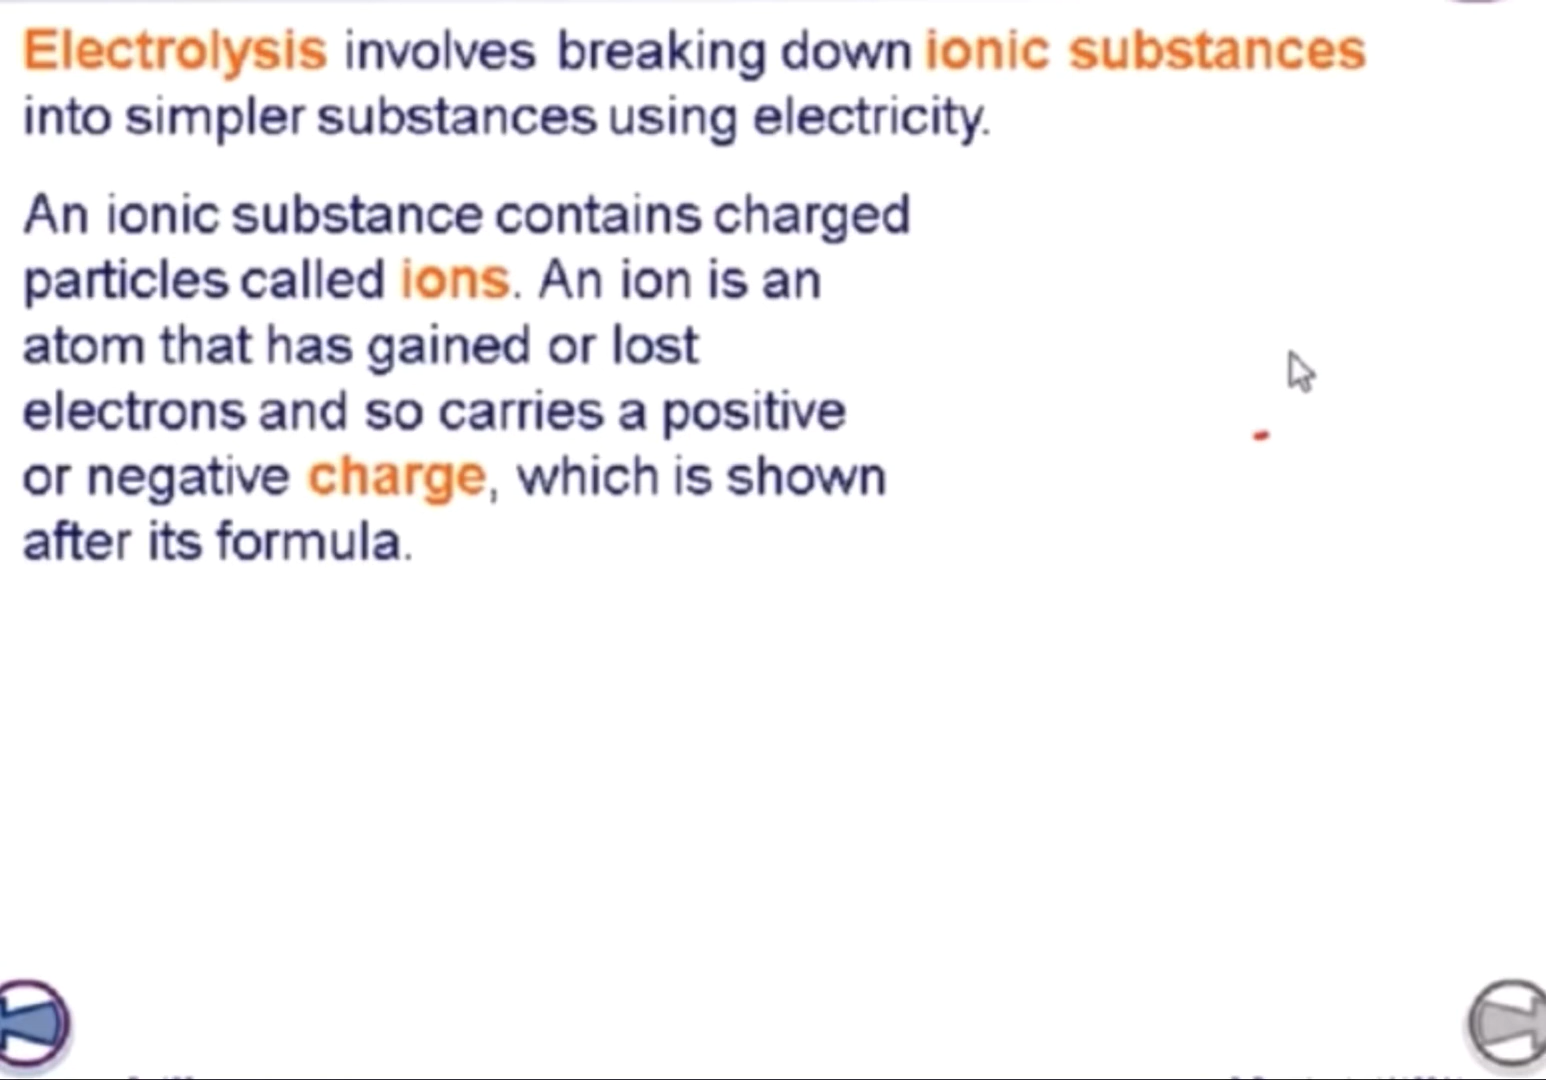 Electrolysis involves breaking down ionic substances
into simpler substances using electricity.
An ionic substance contains charged
particles called ions. An ion is an
atom that has gained or lost
electrons and so carries a positive
or negative charge, which is shown
after its formula.